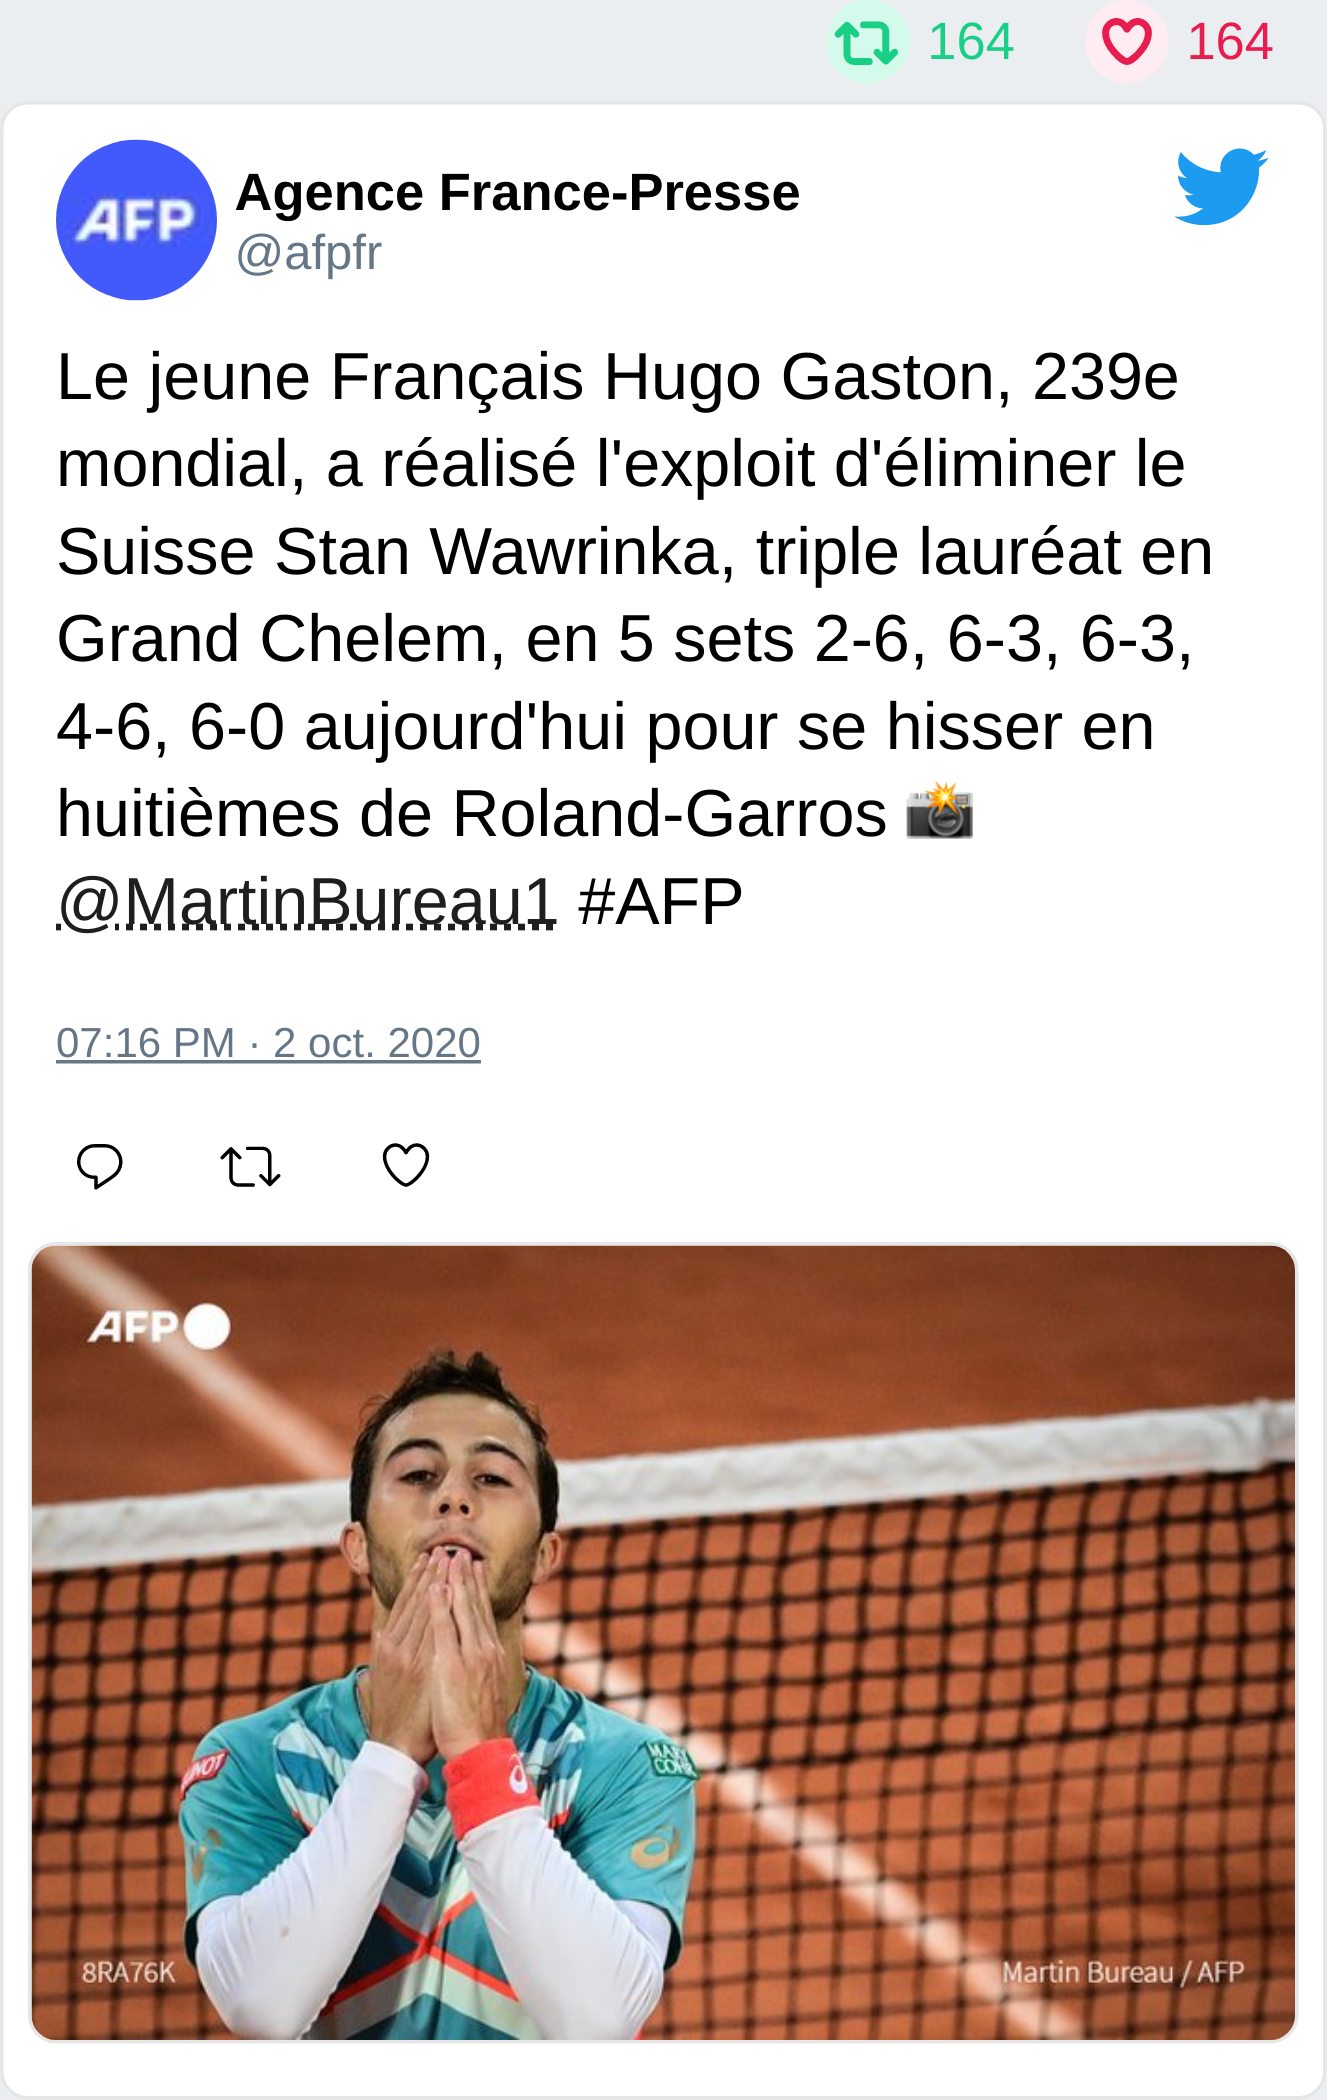 164 164
AFP
Agence France-Presse
@afpfr
Le jeune Français Hugo Gaston, 239e
mondial, a réalisé l'exploit d'éliminer le
Suisse Stan Wawrinka, triple lauréat en
Grand Chelem, en 5 sets 2-6, 6-3, 6-3,
4-6, 6-0 aujourd'hui pour se hisser en
huitièmes de Roland-Garros 📸
@MartinBureau1 #AFP
07:16 PM · 2 oct. 2020
AFP
MARY
8RA76K
Martin Bureau / AFP